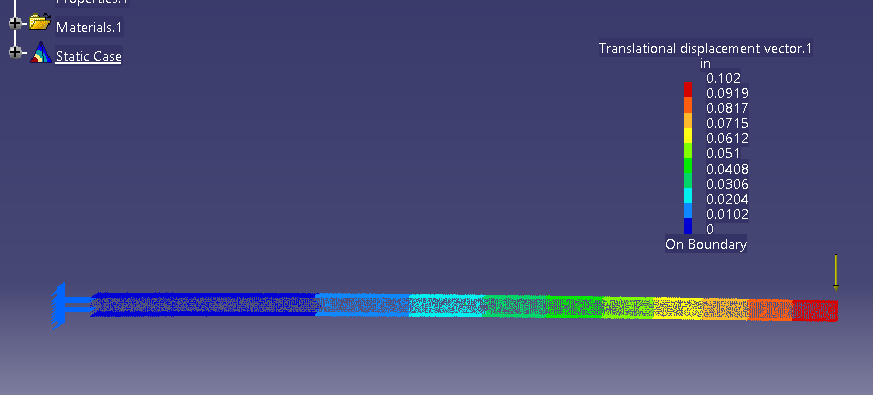 Properties.1
Materials.1
Static Case
Translational displacement vector.1
in
0.102
0.0919
0.0817
0.0715
0.0612
0.051
0.0408
0.0306
0.0204
0.0102
0
On Boundary